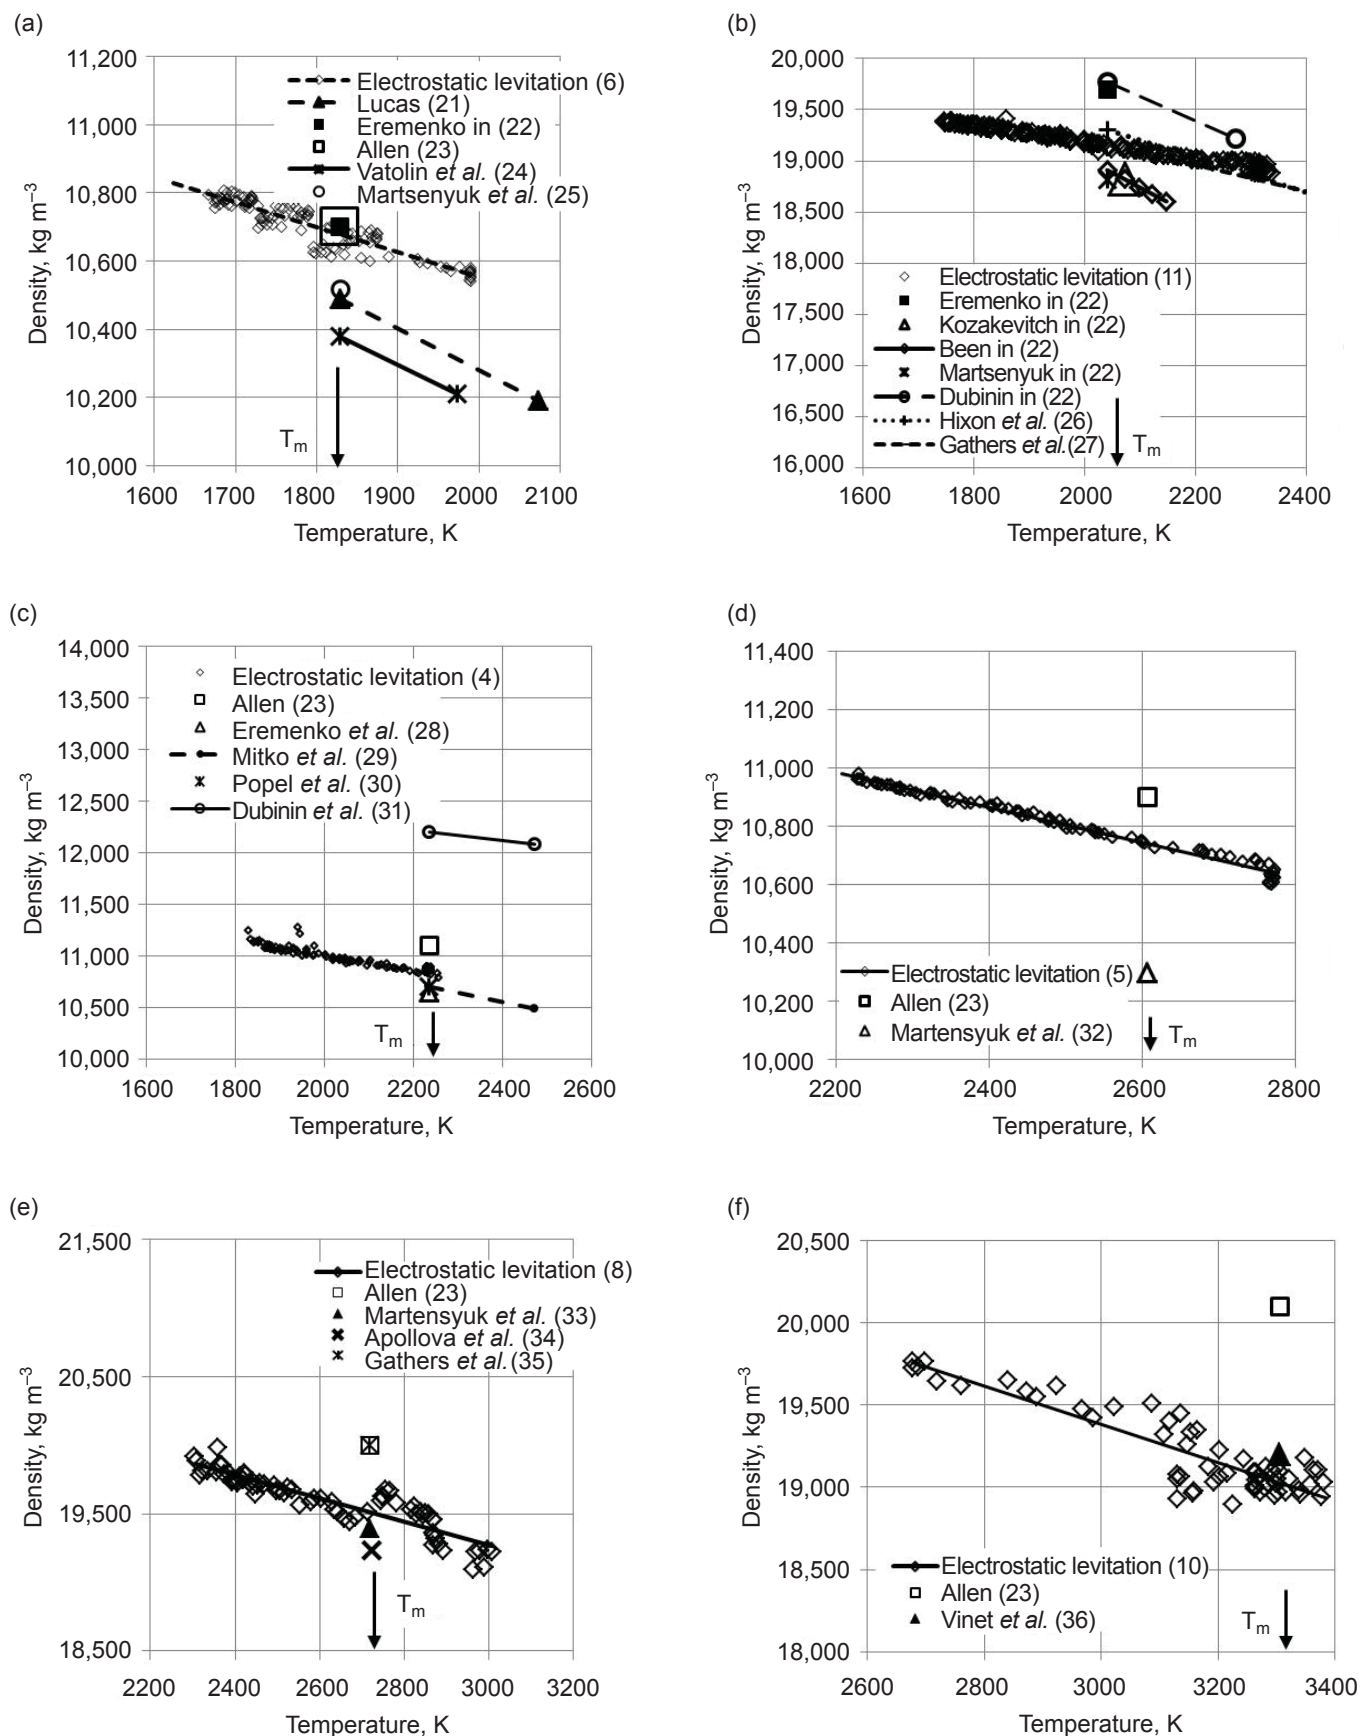 (a)
11,200
11,000
10,800
10,600
10,400
10,200
10,000
Density, kg m⁻³
Electrostatic levitation (6)
Lucas (21)
Eremenko in (22)
Allen (23)
Vatolin et al. (24)
Martsenyuk et al. (25)
Tm
1600 1700 1800 1900 2000 2100
Temperature, K
(b)
20,000
19,500
19,000
18,500
18,000
17,500
17,000
16,500
16,000
Density, kg m⁻³
Electrostatic levitation (11)
Eremenko in (22)
Kozakevitch in (22)
Been in (22)
Martsenyuk in (22)
Dubinin in (22)
Hixon et al. (26)
Gathers et al.(27)
Tm
1600 1800 2000 2200 2400
Temperature, K
(c)
14,000
13,500
13,000
12,500
12,000
11,500
11,000
10,500
10,000
Density, kg m⁻³
Electrostatic levitation (4)
Allen (23)
Eremenko et al. (28)
Mitko et al. (29)
Popel et al. (30)
Dubinin et al. (31)
Tm
1600 1800 2000 2200 2400 2600
Temperature, K
(d)
11,400
11,200
11,000
10,800
10,600
10,400
10,200
10,000
Density, kg m⁻³
Electrostatic levitation (5)
Allen (23)
Martensyuk et al. (32)
Tm
2200 2400 2600 2800
Temperature, K
(e)
21,500
20,500
19,500
18,500
Density, kg m⁻³
Electrostatic levitation (8)
Allen (23)
Martensyuk et al. (33)
Apollova et al. (34)
Gathers et al. (35)
Tm
2200 2400 2600 2800 3000 3200
Temperature, K
(f)
20,500
20,000
19,500
19,000
18,500
18,000
Density, kg m⁻³
Electrostatic levitation (10)
Allen (23)
Vinet et al. (36)
Tm
2600 2800 3000 3200 3400
Temperature, K